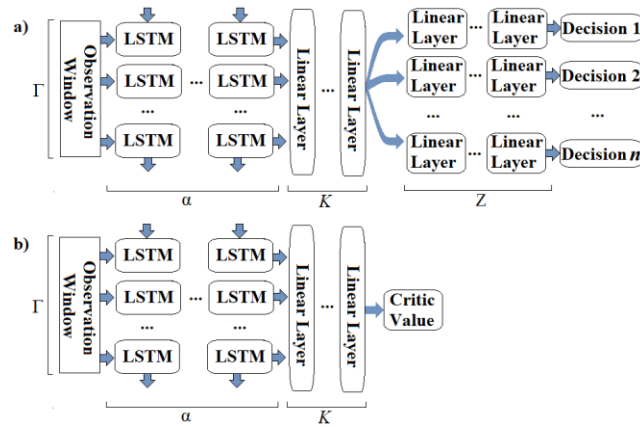 a)
Γ
Observation Window
LSTM
LSTM
LSTM ... LSTM
... ...
LSTM
LSTM
Linear Layer
...
Linear Layer
Linear Layer ... Linear Layer
Decision 1
Linear Layer ... Linear Layer
Decision 2
... ... ...
Linear Layer ... Linear Layer
Decision n
α
K
Z
b)
Γ
Observation Window
LSTM
LSTM
LSTM ... LSTM
... ...
LSTM
LSTM
Linear Layer
...
Linear Layer
Critic
Value
α
K